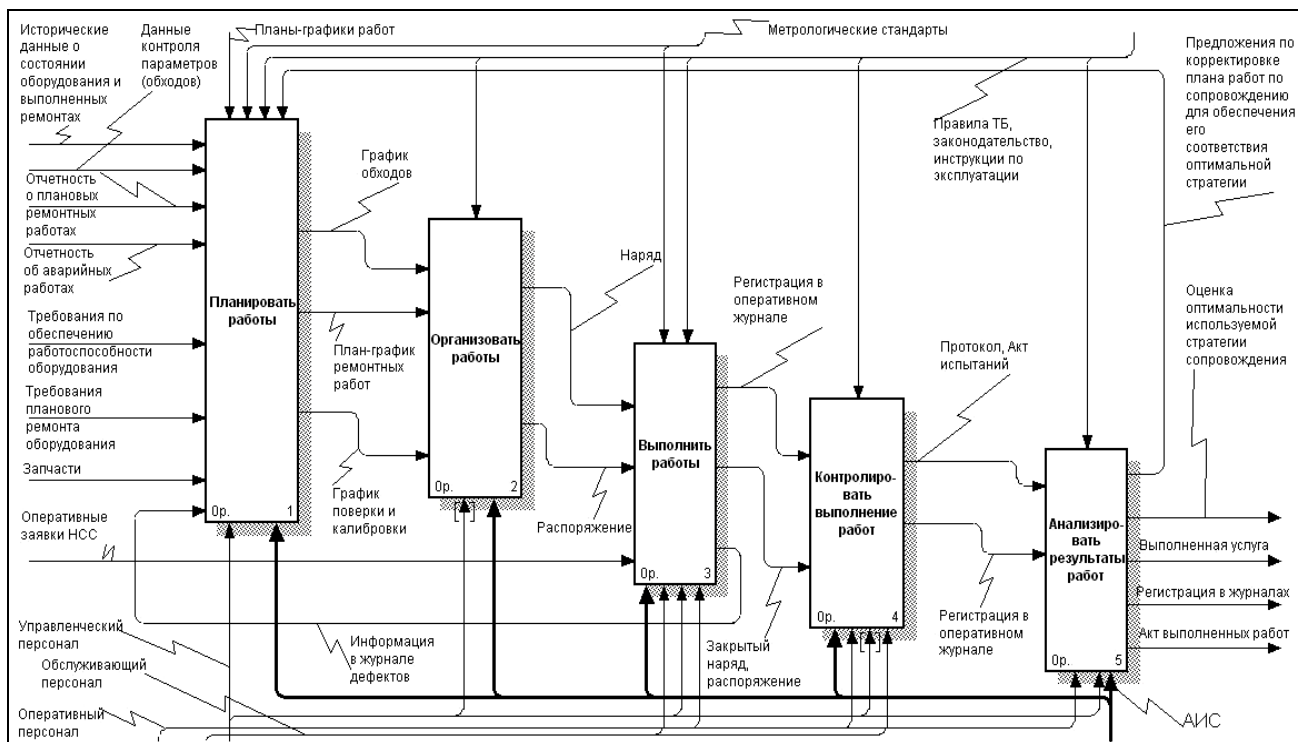 Исторические
данные о
состоянии
оборудования и
выполненных
ремонтах
Данные
контроля
параметров
(обходов)
Планы-графики работ
Метрологические стандарты
Предложения по
корректировке
плана работ по
сопровождению
для обеспечения
его
соответствия
оптимальной
стратегии
Правила ТБ,
законодательство,
инструкции по
эксплуатации
Отчетность
о плановых
ремонтных
работах
Отчетность
об аварийных
работах
Требования по
обеспечению
работоспособности
оборудования
Требования
планового
ремонта
оборудования
Запчасти
Оперативные
заявки НСС
Планировать
работы
0р. 1
График
обходов
План-график
ремонтных
работ
График
поверки и
калибровки
Организовать
работы
0р. 2
Наряд
Распоряжение
Выполнить
работы
0р. 3
Регистрация в
оперативном
журнале
Закрытый
наряд,
распоряжение
Контролиро-
вать
выполнение
работ
0р. 4
Протокол, Акт
испытаний
Регистрация в
оперативном
журнале
Анализиро-
вать
результаты
работ
0р. 5
Оценка
оптимальности
используемой
стратегии
сопровождения
Выполненная услуга
Регистрация в журналах
Акт выполненных работ
Информация
в журнале
дефектов
Управленческий
персонал
Обслуживающий
персонал
Оперативный
персонал
АИС